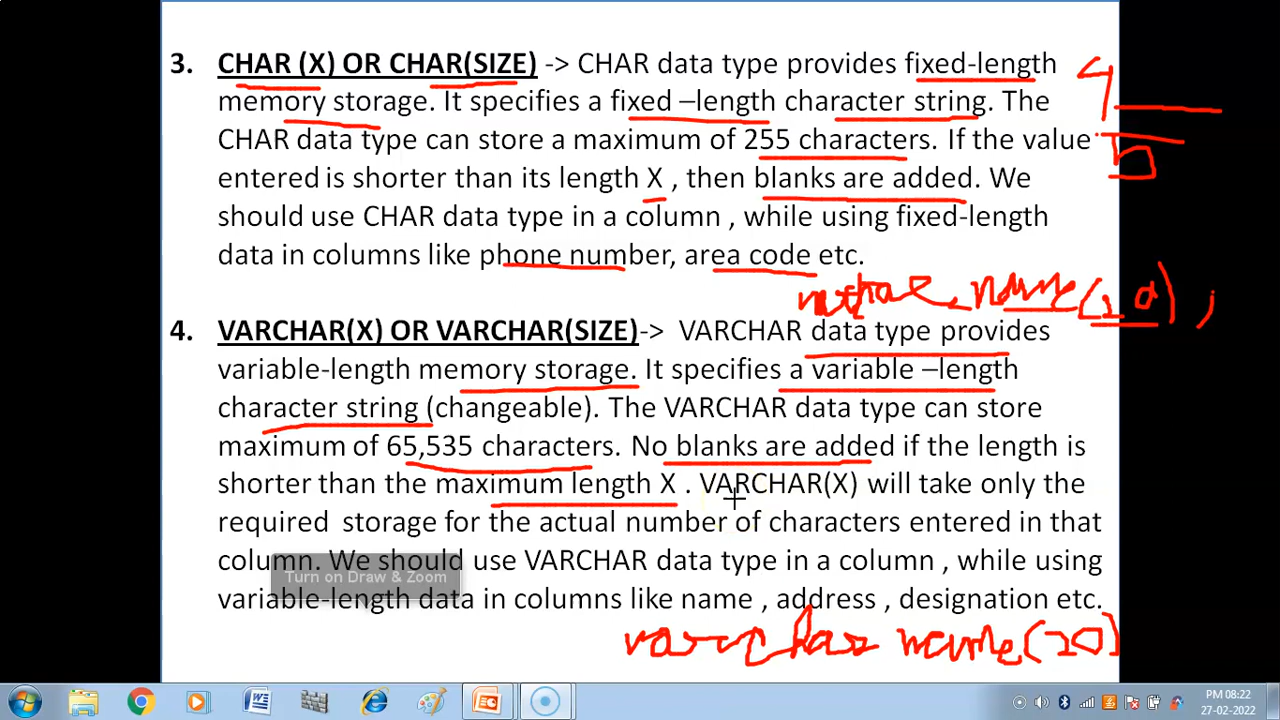 3. CHAR (X) OR CHAR(SIZE) -> CHAR data type provides fixed-length
memory storage. It specifies a fixed –length character string. The
CHAR data type can store a maximum of 255 characters. If the value
entered is shorter than its length X , then blanks are added. We
should use CHAR data type in a column , while using fixed-length
data in columns like phone number, area code etc.
name
4. VARCHAR(X) OR VARCHAR(SIZE)-> VARCHAR data type provides
variable-length memory storage. It specifies a variable –length
character string (changeable). The VARCHAR data type can store
maximum of 65,535 characters. No blanks are added if the length is
shorter than the maximum length X . VARCHAR(X) will take only the
required storage for the actual number of characters entered in that
column. We should use VARCHAR data type in a column , while using
Turn on Draw & Zoom
variable-length data in columns like name , address , designation etc.
varchar name(20)
PM 08:22
27-02-2022